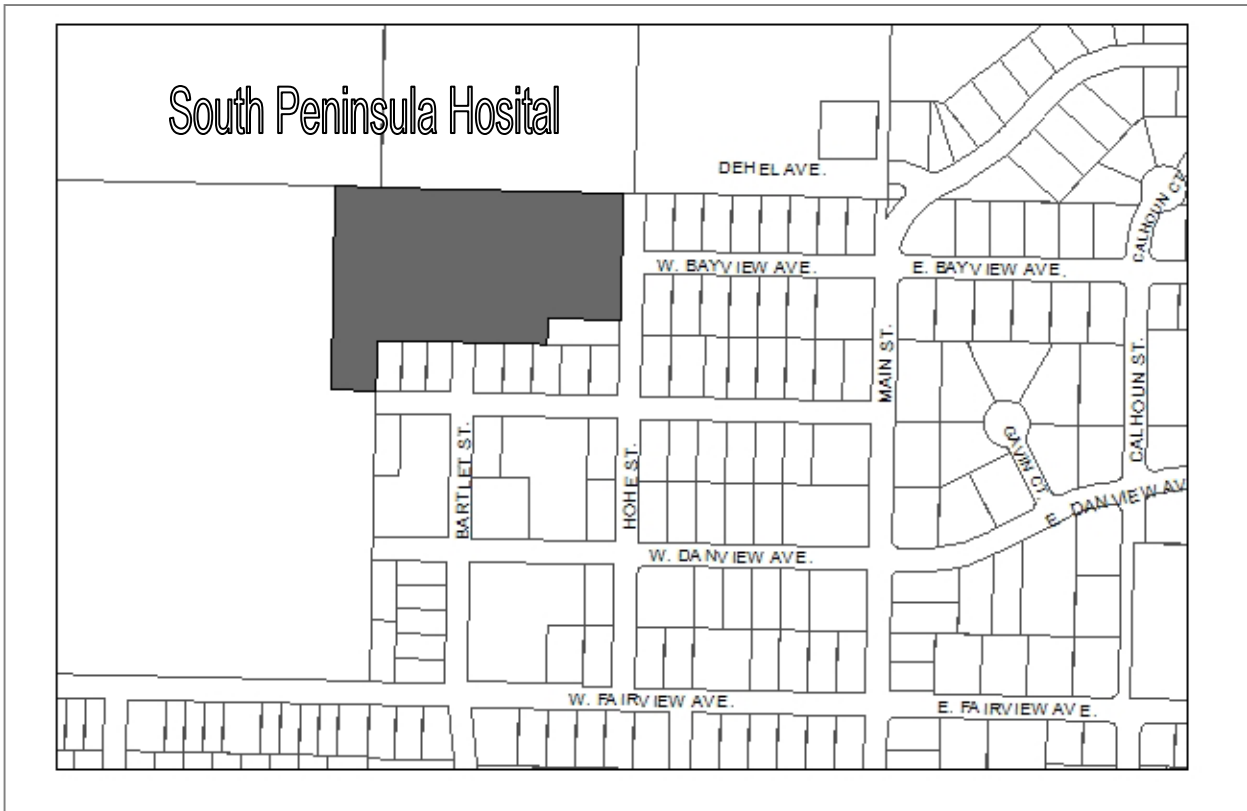 South Peninsula Hosital
DEHEL AVE.
CALHOUN CT.
W. BAYVIEW AVE.
E. BAYVIEW AVE.
MAIN ST.
CALHOUN ST.
BARTLET ST.
HOHE ST.
GAVIN CT.
E. DANVIEW AV
W. DANVIEW AVE.
W. FAIRVIEW AVE.
E. FAIRVIEW AVE.